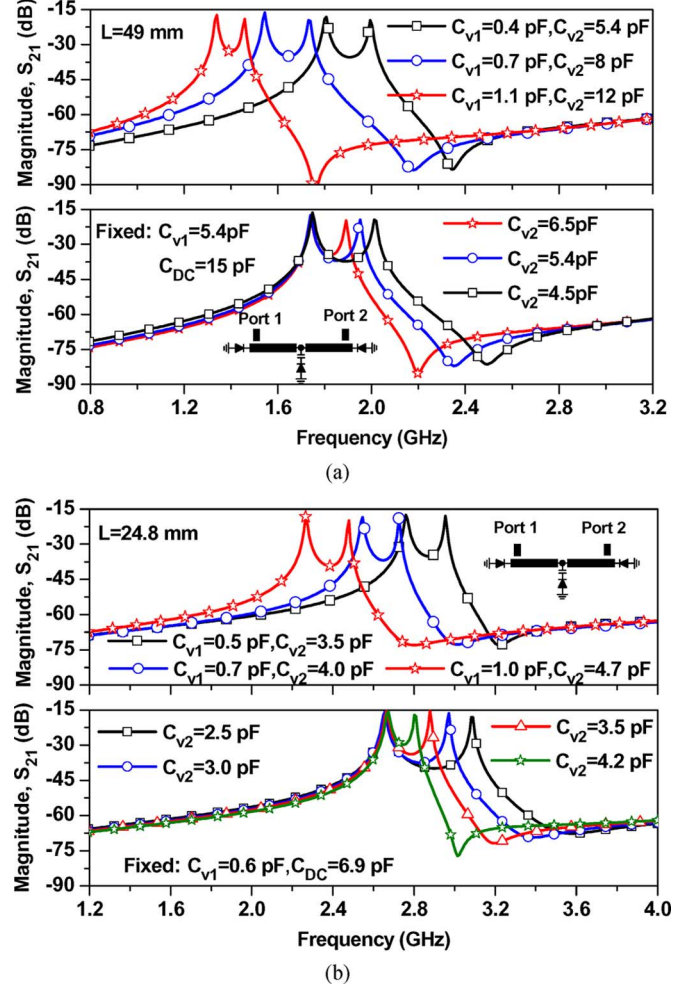 Magnitude, S21 (dB)
-15
-30
-45
-60
-75
-90
L=49 mm
Cv1=0.4 pF,Cv2=5.4 pF
Cv1=0.7 pF,Cv2=8 pF
Cv1=1.1 pF,Cv2=12 pF
Magnitude, S21 (dB)
-15
-30
-45
-60
-75
-90
Fixed: Cv1=5.4pF
CDC=15 pF
Cv2=6.5pF
Cv2=5.4pF
Cv2=4.5pF
Port 1
Port 2
0.8 1.2 1.6 2.0 2.4 2.8 3.2
Frequency (GHz)
(a)
Magnitude, S21 (dB)
-15
-30
-45
-60
-75
-90
L=24.8 mm
Port 1
Port 2
Cv1=0.5 pF,Cv2=3.5 pF
Cv1=0.7 pF,Cv2=4.0 pF
Cv1=1.0 pF,Cv2=4.7 pF
Magnitude, S21 (dB)
-15
-30
-45
-60
-75
-90
Cv2=2.5 pF
Cv2=3.0 pF
Cv2=3.5 pF
Cv2=4.2 pF
Fixed: Cv1=0.6 pF,CDC=6.9 pF
1.2 1.6 2.0 2.4 2.8 3.2 3.6 4.0
Frequency (GHz)
(b)